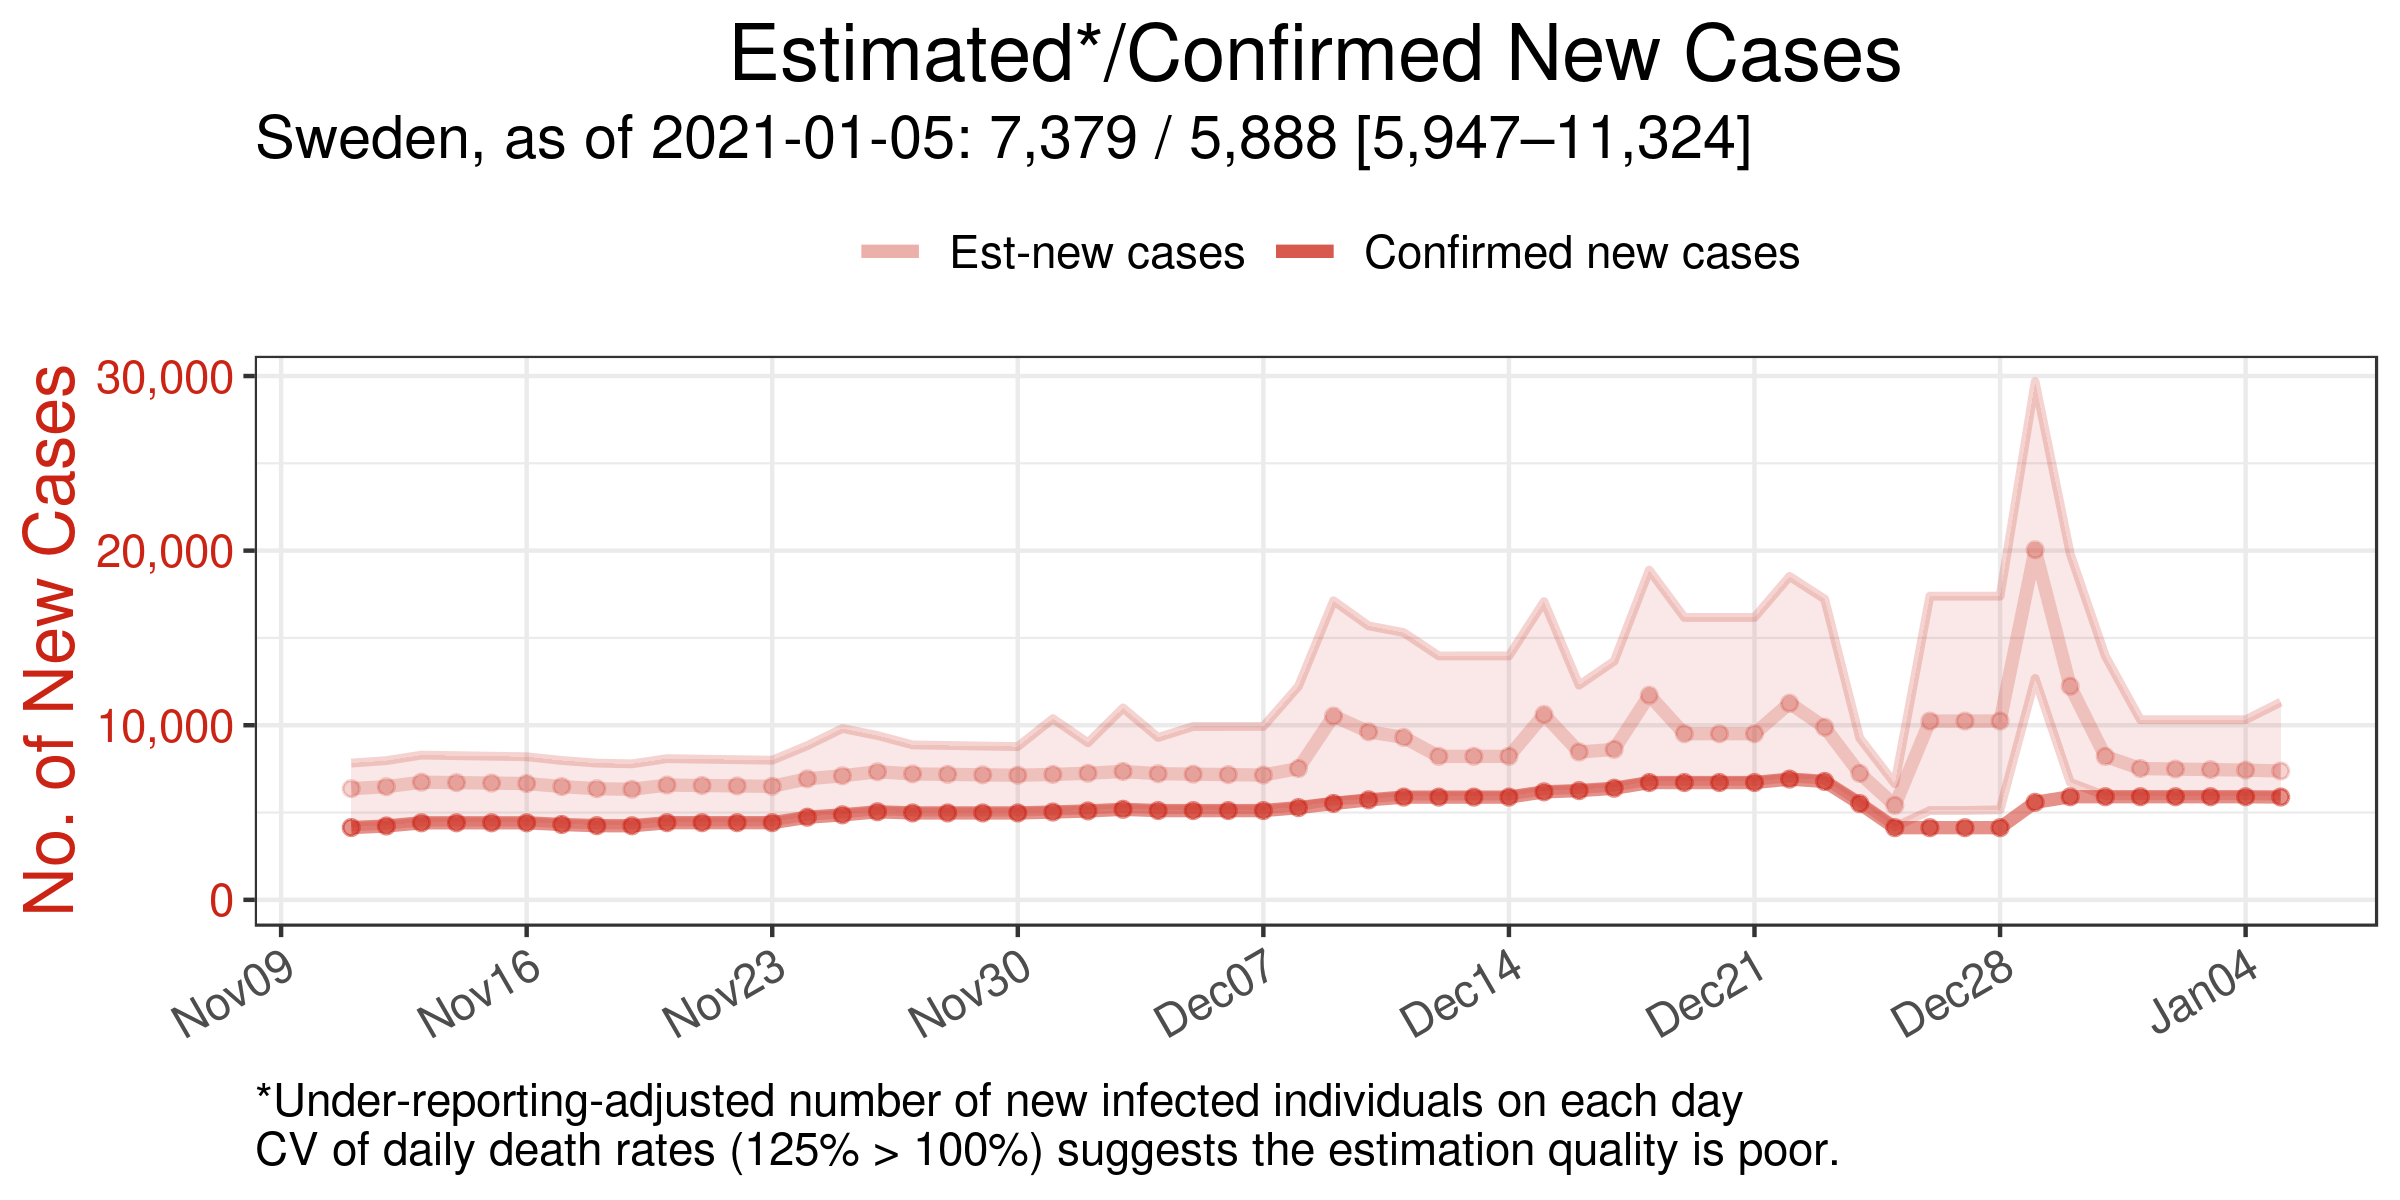 Estimated*/Confirmed New Cases
Sweden, as of 2021-01-05: 7,379 / 5,888 [5,947–11,324]
Est-new cases Confirmed new cases
No. of New Cases
30,000
20,000
10,000
0
Nov09 Nov16 Nov23 Nov30 Dec07 Dec14 Dec21 Dec28 Jan04
*Under-reporting-adjusted number of new infected individuals on each day
CV of daily death rates (125% > 100%) suggests the estimation quality is poor.